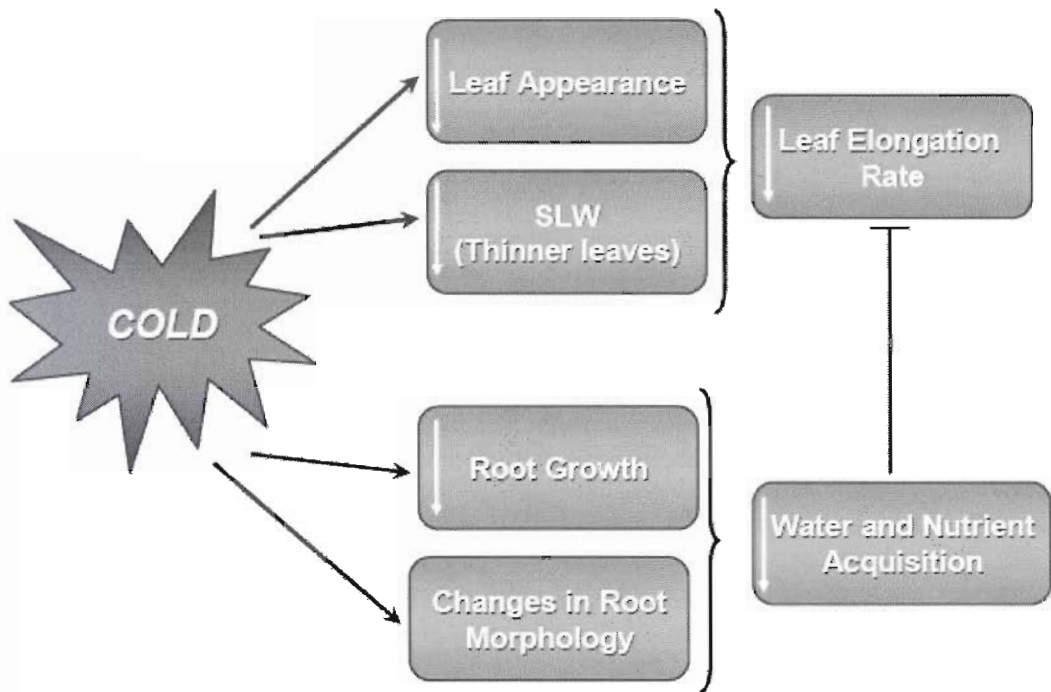 Leaf Appearance
Leaf Elongation
Rate
SLW
(Thinner leaves)
COLD
Root Growth
Water and Nutrient
Acquisition
Changes in Root
Morphology